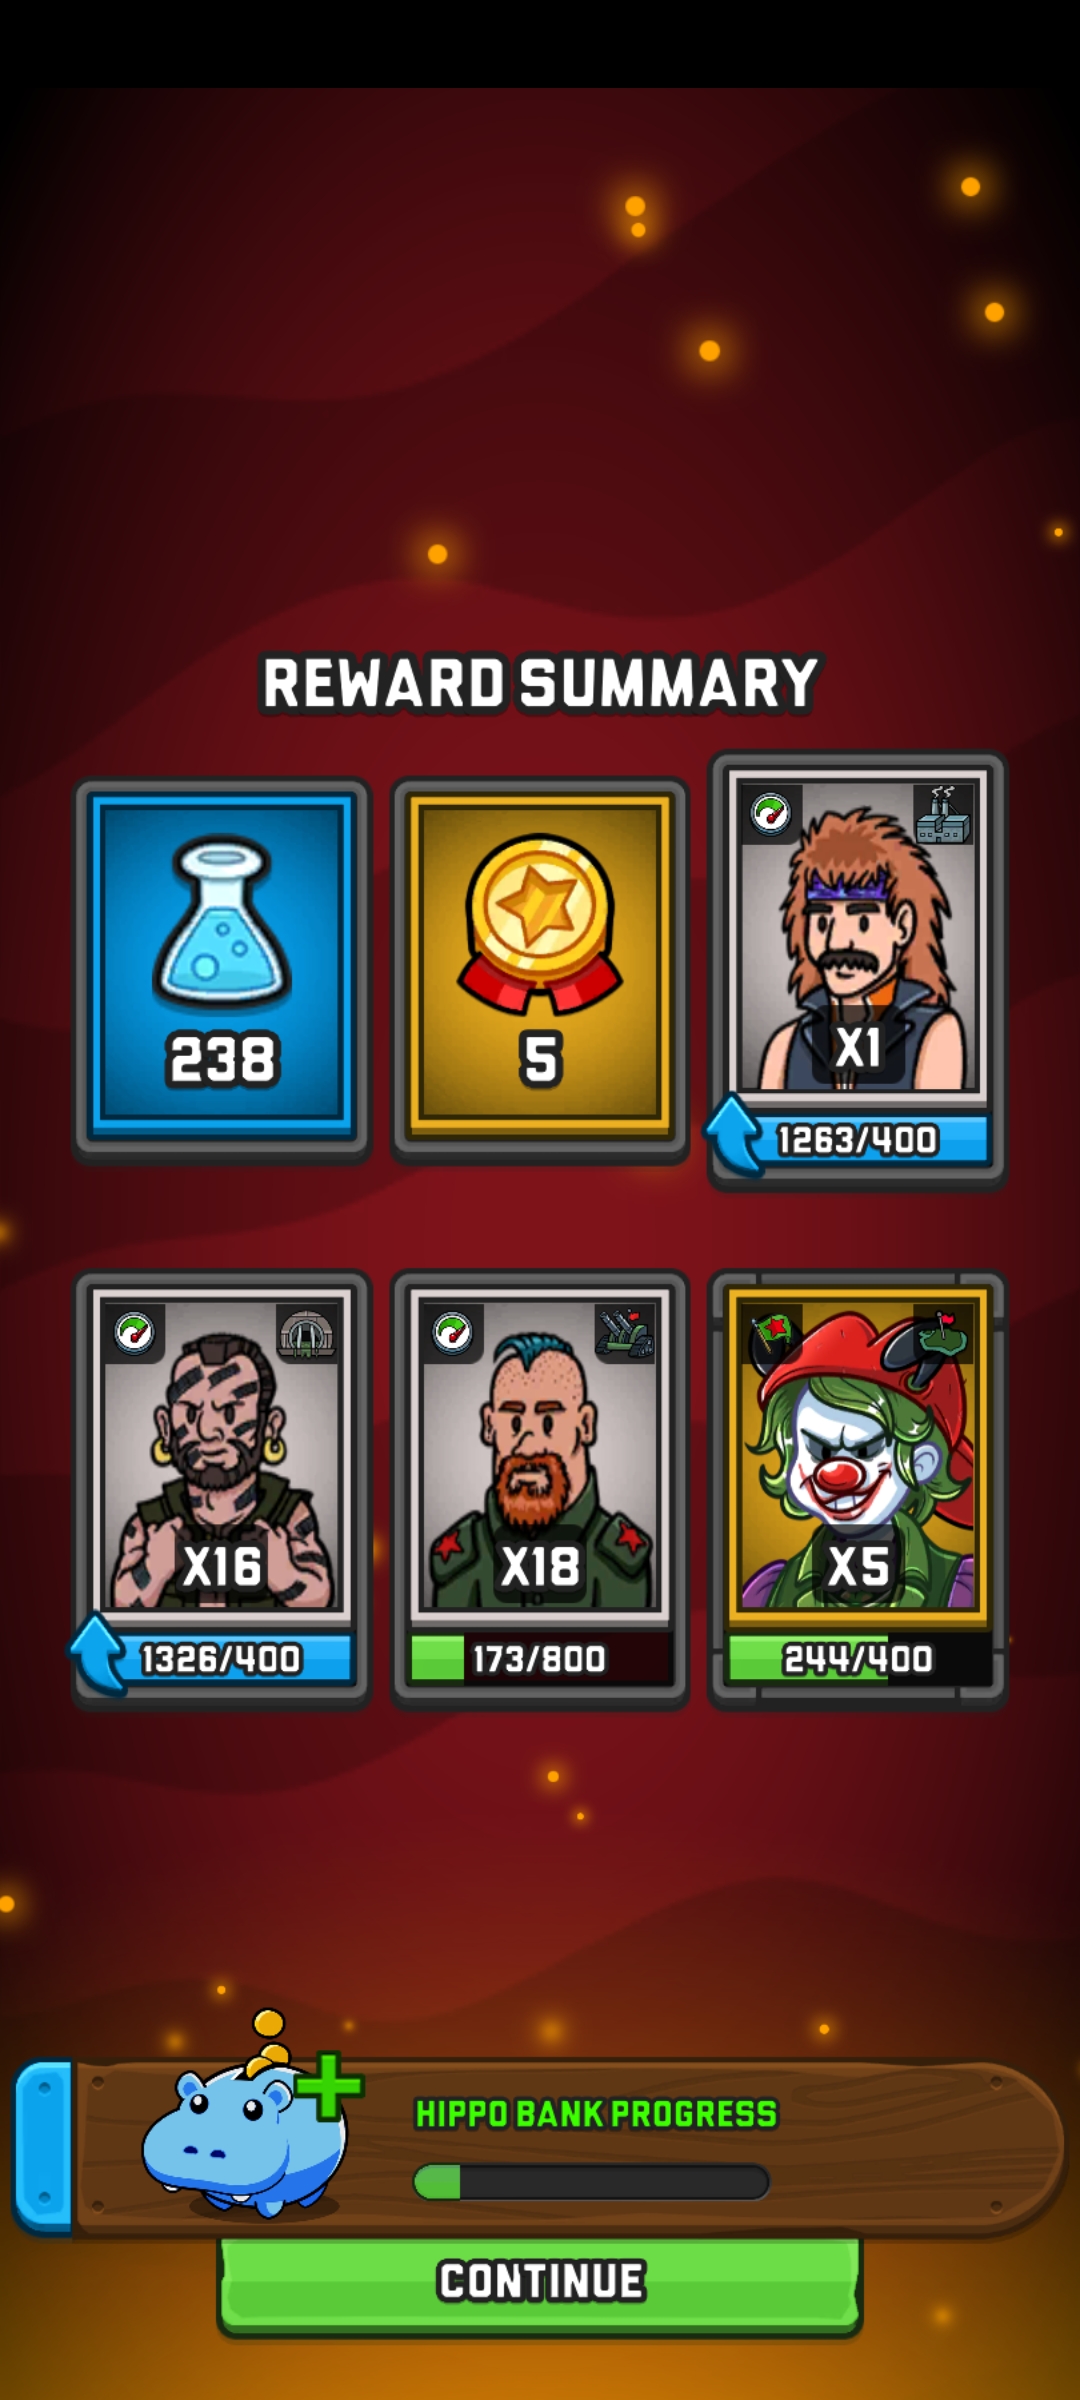 REWARD SUMMARY
238
5
X1
1263/400
X16
1326/400
X18
173/800
X5
244/400
HIPPO BANK PROGRESS
CONTINUE